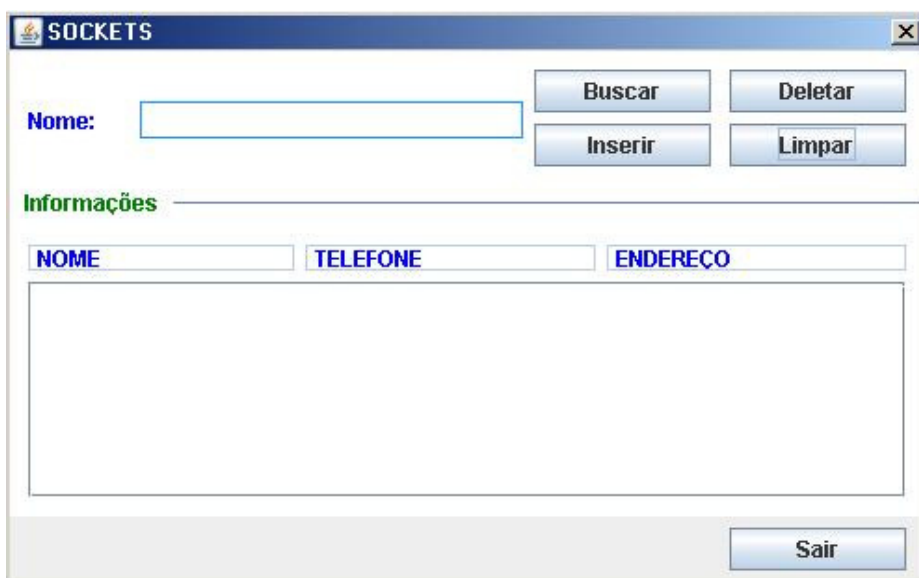 SOCKETS
Buscar Deletar
Nome:
Inserir Limpar
Informações
NOME TELEFONE ENDEREÇO
Sair